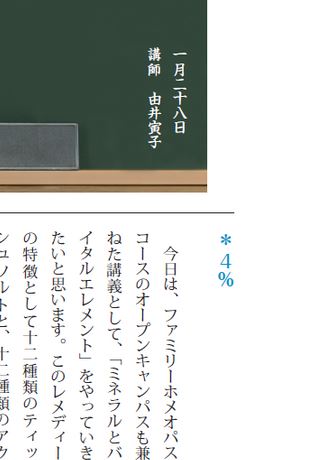 一月二十八日
講師　由井寅子
＊4%
今日は、ファミリーホメオパス
コースのオープンキャンパスも兼
ねた講義として、「ミネラルとバ
イタルエレメント」をやっていき
たいと思います。このレメディー
の特徴として十二種類のティッ
シュソルトと、十二種類のアウ